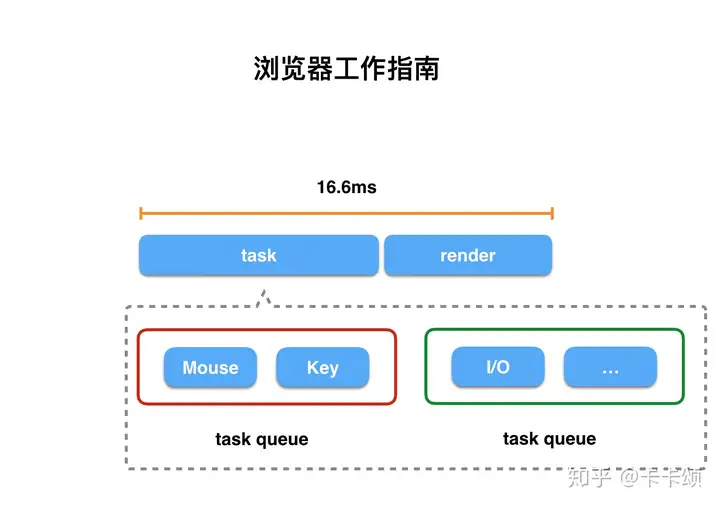 浏览器工作指南
16.6ms
task render
Mouse Key I/O ...
task queue task queue
知乎 @卡卡颂